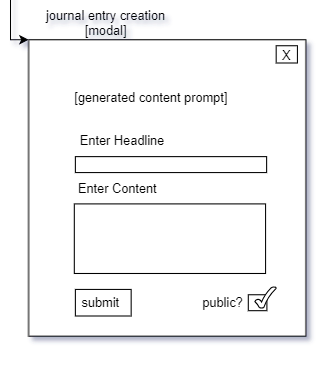 journal entry creation
[modal]
X
[generated content prompt]
Enter Headline
Enter Content
submit
public?